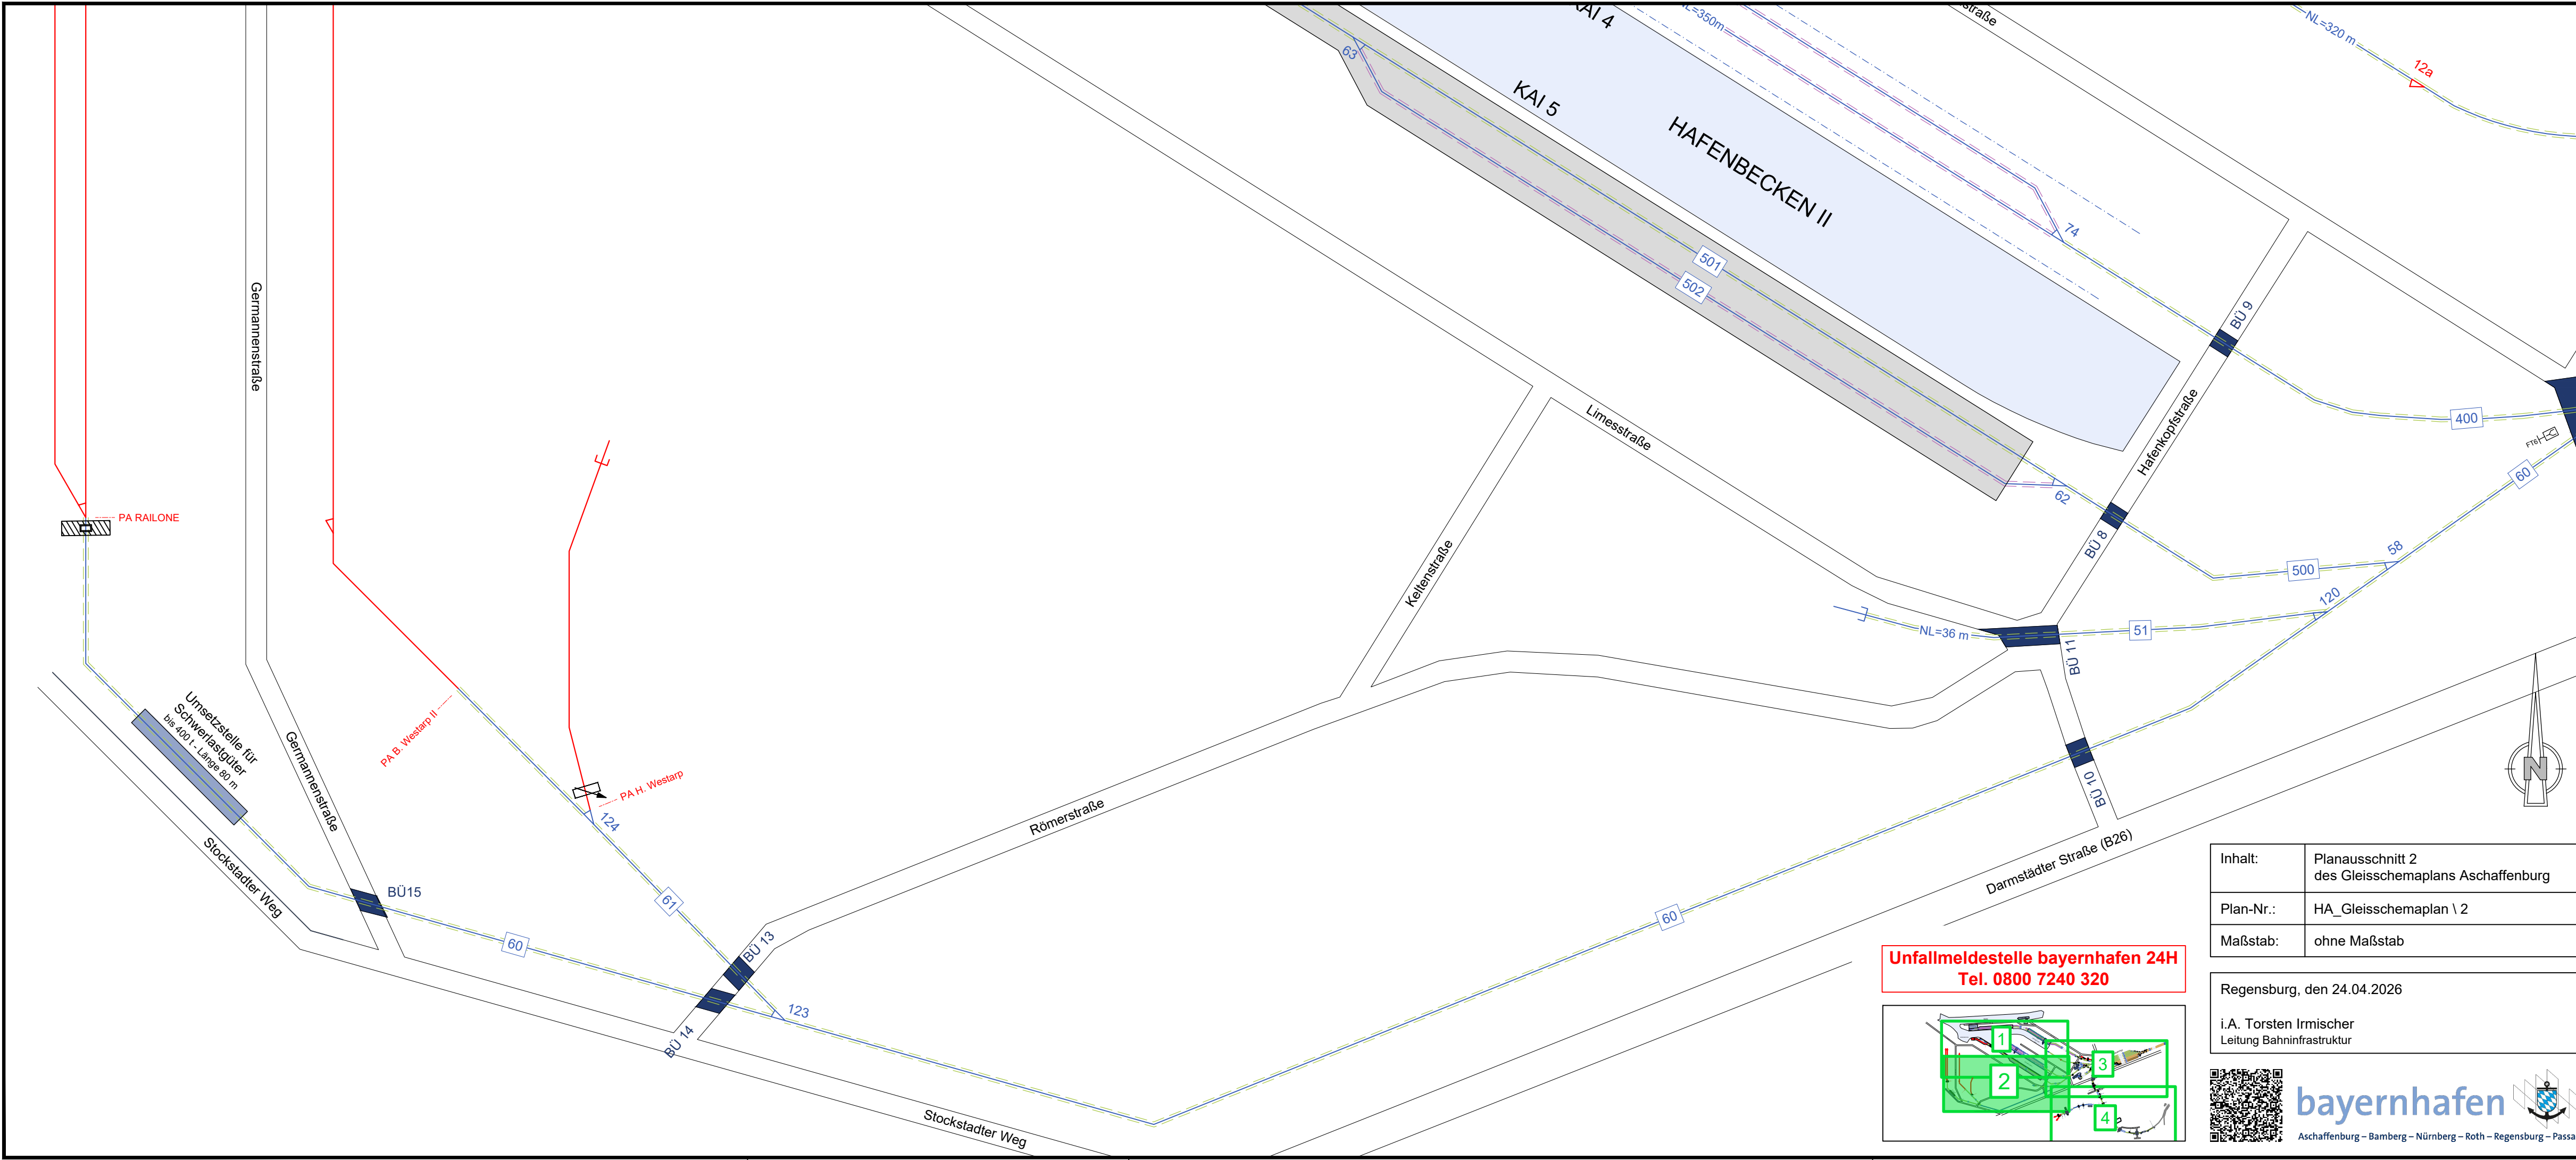 KAI 4
NL=350m
straße
NL=320 m
12a
63
KAI 5
HAFENBECKEN II
74
501
502
BÜ 9
Germannenstraße
Hafenkopfstraße
400
FT6
60
Limesstraße
62
PA RAILONE
BÜ 8
58
500
Keltenstraße
120
NL=36 m
51
BÜ 11
Umsetzstelle für
Schwerlastgüter
bis 400 t - Länge 80 m
PA B. Westarp II
Germannenstraße
PA H. Westarp
124
Römerstraße
BÜ 10
N
Darmstädter Straße (B26)
Stockstadter Weg
BÜ15
61
60
60
BÜ 13
123
BÜ 14
Stockstadter Weg
Inhalt:
Planausschnitt 2
des Gleisschemaplans Aschaffenburg
Plan-Nr.:
HA_Gleisschemaplan \ 2
Maßstab:
ohne Maßstab
Unfallmeldestelle bayernhafen 24H
Tel. 0800 7240 320
Regensburg, den 24.04.2026
i.A. Torsten Irmischer
Leitung Bahninfrastruktur
1
2
3
4
bayernhafen
Aschaffenburg – Bamberg – Nürnberg – Roth – Regensburg – Passa